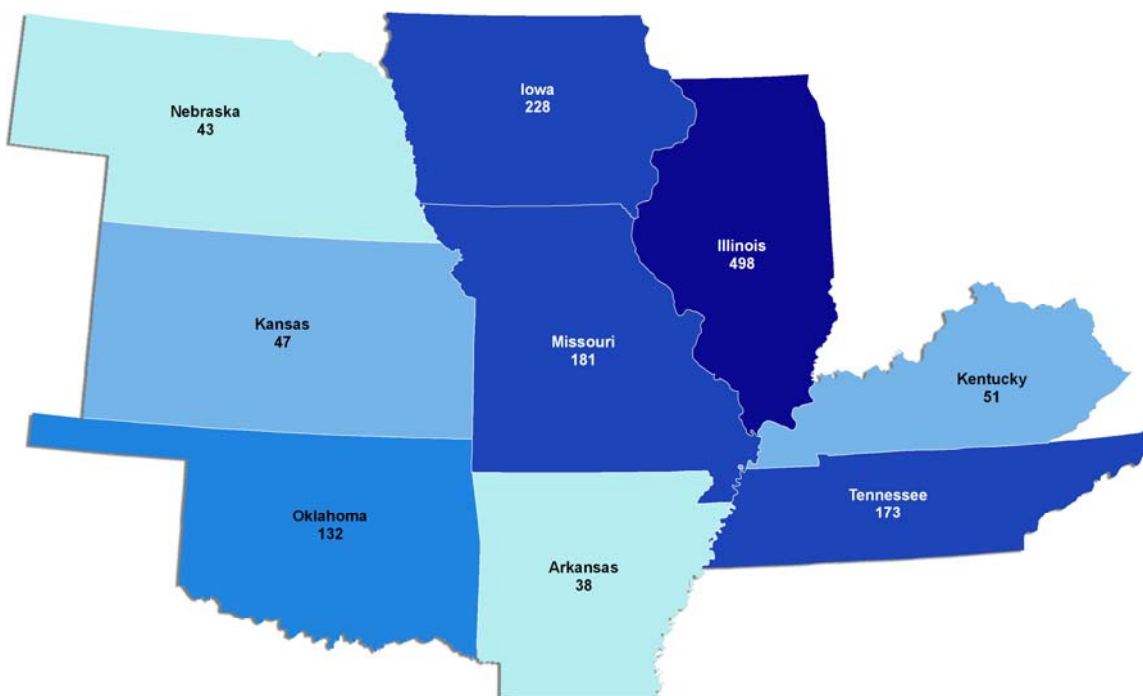 Nebraska
43
Iowa
228
Illinois
498
Kansas
47
Missouri
181
Kentucky
51
Tennessee
173
Oklahoma
132
Arkansas
38